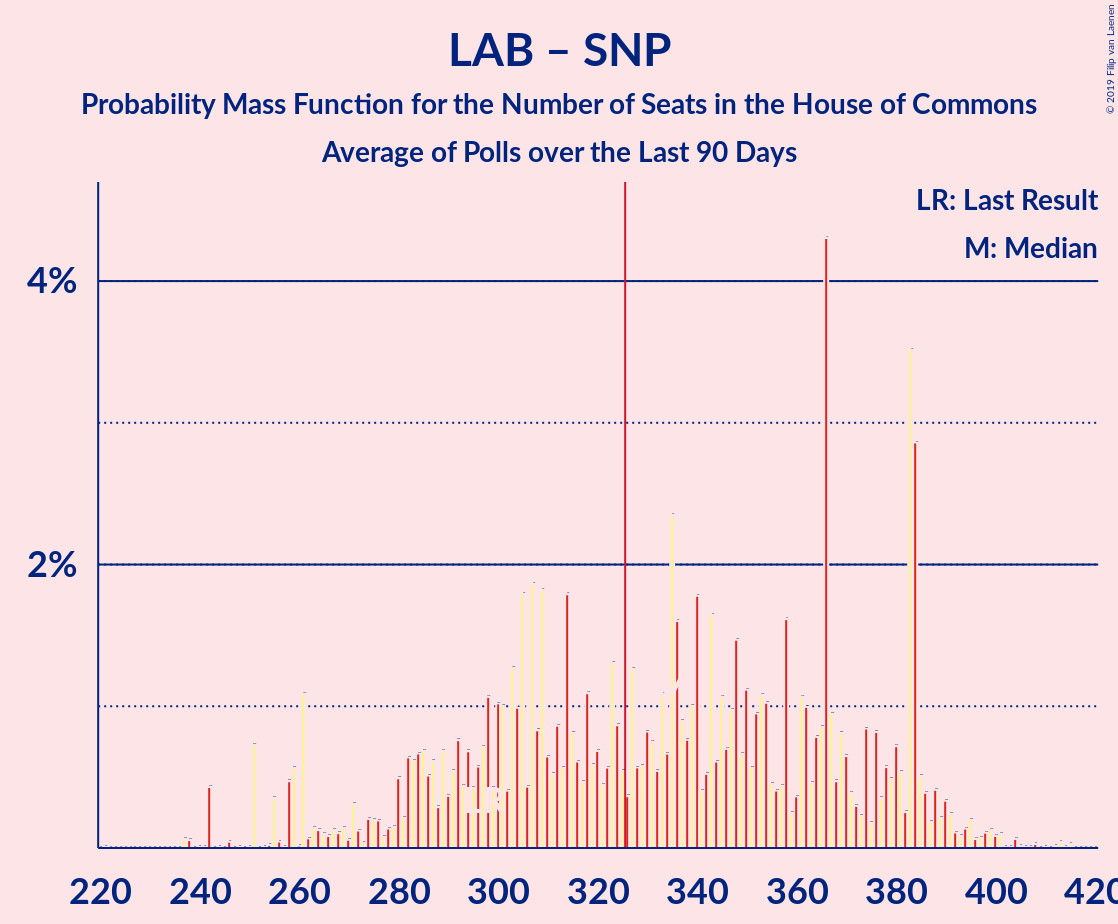 LAB – SNP
Probability Mass Function for the Number of Seats in the House of Commons
Average of Polls over the Last 90 Days
© 2019 Filip van Laenen
LR: Last Result
M: Median
4%
2%
220 240 260 280 300 320 340 360 380 400 420